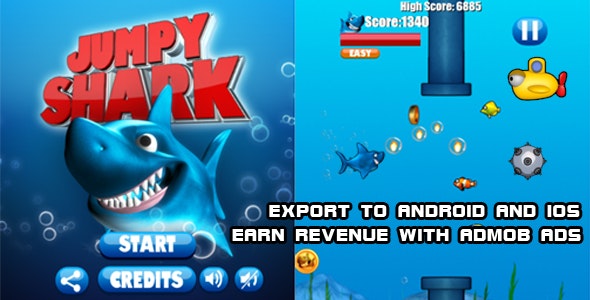 JUMPY
SHARK
START
CREDITS
High Score: 6885
Score:1340
EASY
EXPORT TO ANDROID AND IOS
EARN REVENUE WITH ADMOB ADS